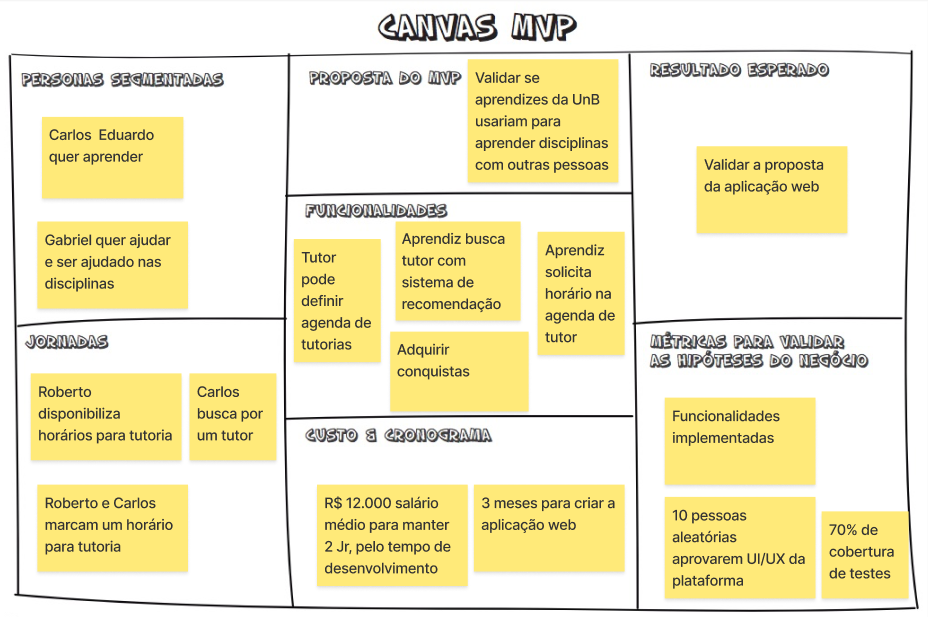 CANVAS MVP
PERSONAS SEGMENTADAS
Carlos Eduardo
quer aprender
Gabriel quer ajudar
e ser ajudado nas
disciplinas
JORNADAS
Roberto
disponibiliza
horários para tutoria
Carlos
busca por
um tutor
Roberto e Carlos
marcam um horário
para tutoria
PROPOSTA DO MVP
Validar se
aprendizes da UnB
usariam para
aprender disciplinas
com outras pessoas
FUNCIONALIDADES
Tutor
pode
definir
agenda de
tutorias
Aprendiz busca
tutor com
sistema de
recomendação
Aprendiz
solicita
horário na
agenda de
tutor
Adquirir
conquistas
CUSTO & CRONOGRAMA
R$ 12.000 salário
médio para manter
2 Jr, pelo tempo de
desenvolvimento
3 meses para criar a
aplicação web
RESULTADO ESPERADO
Validar a proposta
da aplicação web
MÉTRICAS PARA VALIDAR
AS HIPÓTESES DO NEGÓCIO
Funcionalidades
implementadas
10 pessoas
aleatórias
aprovarem UI/UX da
plataforma
70% de
cobertura
de testes